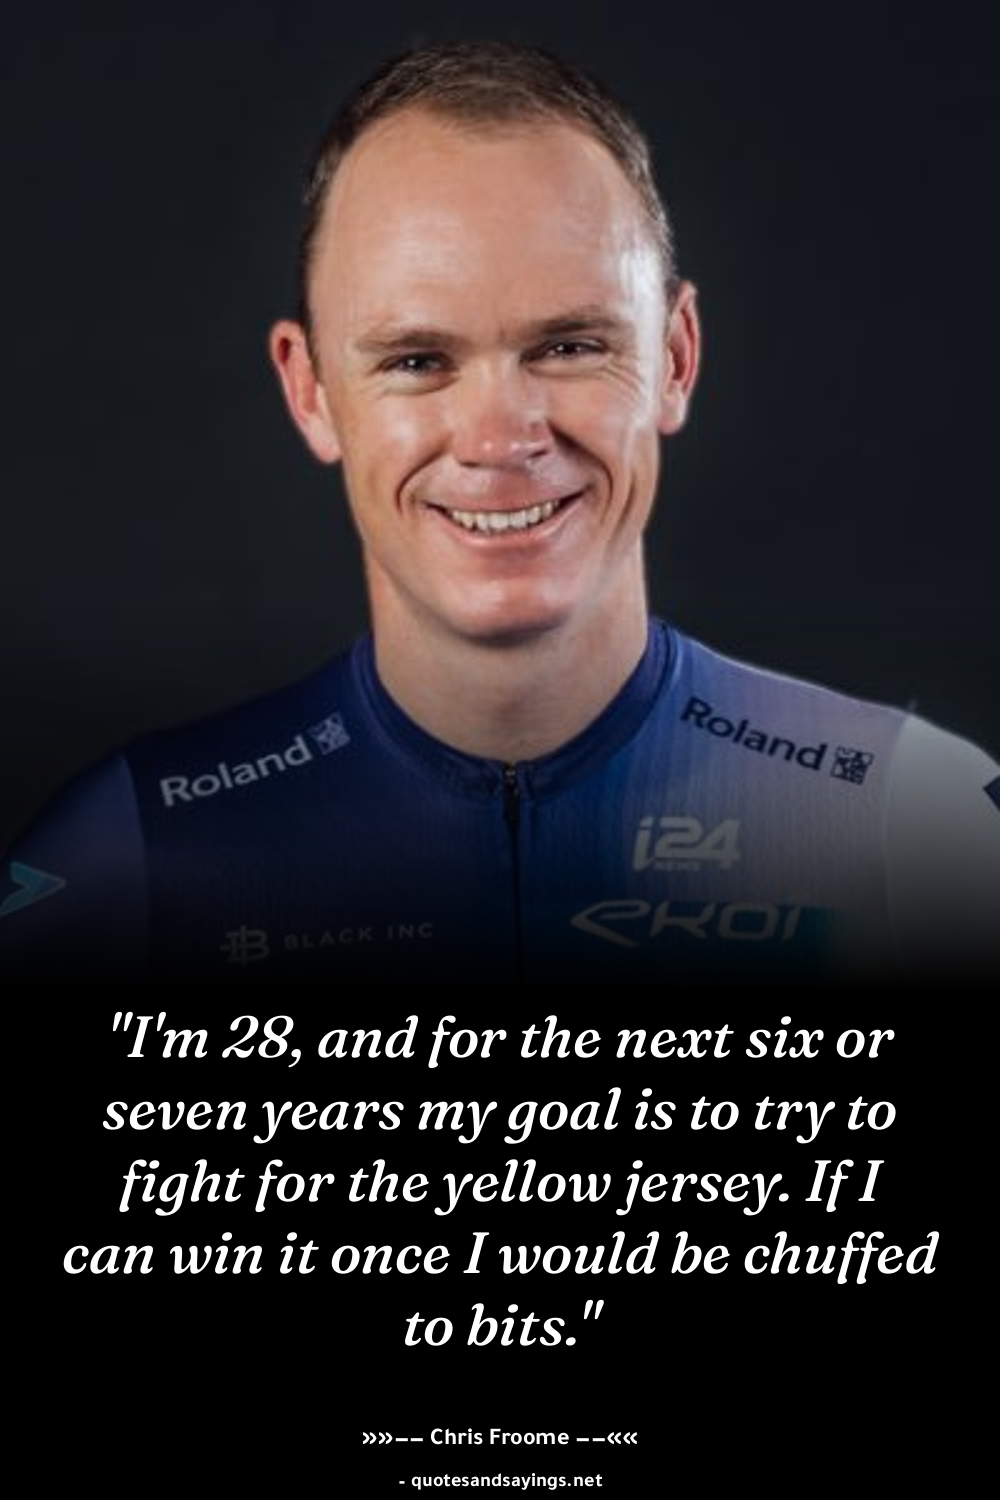 Roland
Roland
i24
NEWS
EKOI
BLACK INC
"I'm 28, and for the next six or
seven years my goal is to try to
fight for the yellow jersey. If I
can win it once I would be chuffed
to bits."
»»−− Chris Froome −−««
- quotesandsayings.net